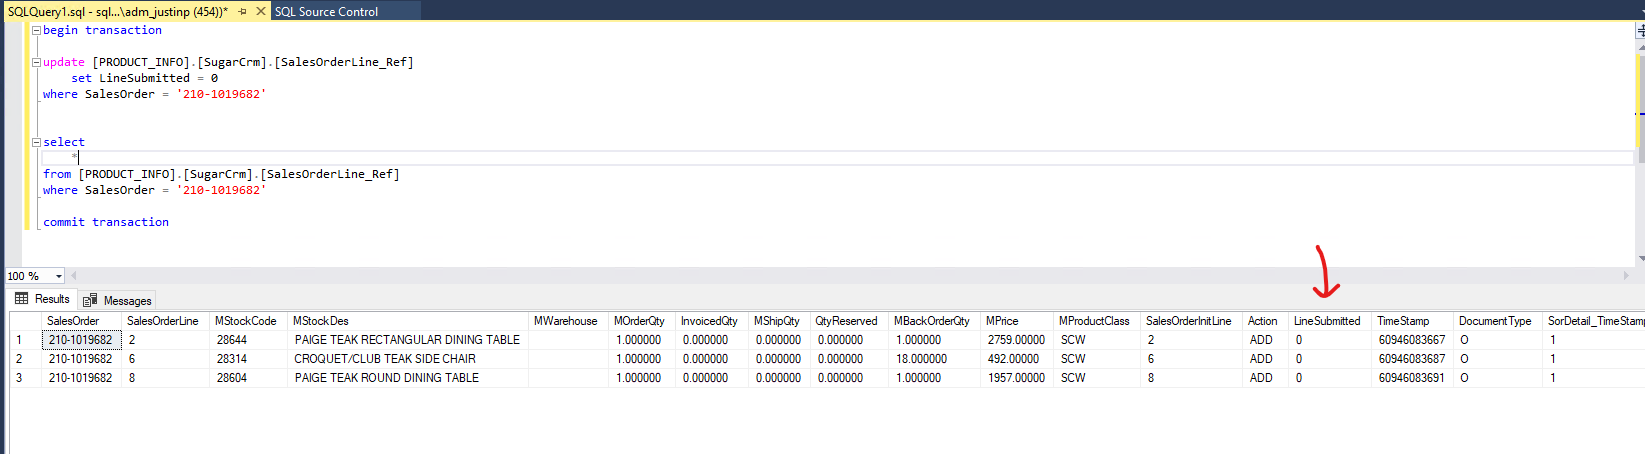 SQLQuery1.sql - sql...\adm_justinp (454))* SQL Source Control
begin transaction
update [PRODUCT_INFO].[SugarCrm].[SalesOrderLine_Ref]
set LineSubmitted = 0
where SalesOrder = '210-1019682'
select
*
from [PRODUCT_INFO].[SugarCrm].[SalesOrderLine_Ref]
where SalesOrder = '210-1019682'
commit transaction
100 %
Results Messages
SalesOrder SalesOrderLine MStockCode MStockDes MWarehouse MOrderQty InvoicedQty MShipQty QtyReserved MBackOrderQty MPrice MProductClass SalesOrderInitLine Action LineSubmitted TimeStamp DocumentType SorDetail_TimeStamp
1 210-1019682 2 28644 PAIGE TEAK RECTANGULAR DINING TABLE 1.000000 0.000000 0.000000 0.000000 1.000000 2759.00000 SCW 2 ADD 0 60946083667 O 1
2 210-1019682 6 28314 CROQUET/CLUB TEAK SIDE CHAIR 1.000000 0.000000 0.000000 0.000000 18.000000 492.00000 SCW 6 ADD 0 60946083687 O 1
3 210-1019682 8 28604 PAIGE TEAK ROUND DINING TABLE 1.000000 0.000000 0.000000 0.000000 1.000000 1957.00000 SCW 8 ADD 0 60946083691 O 1